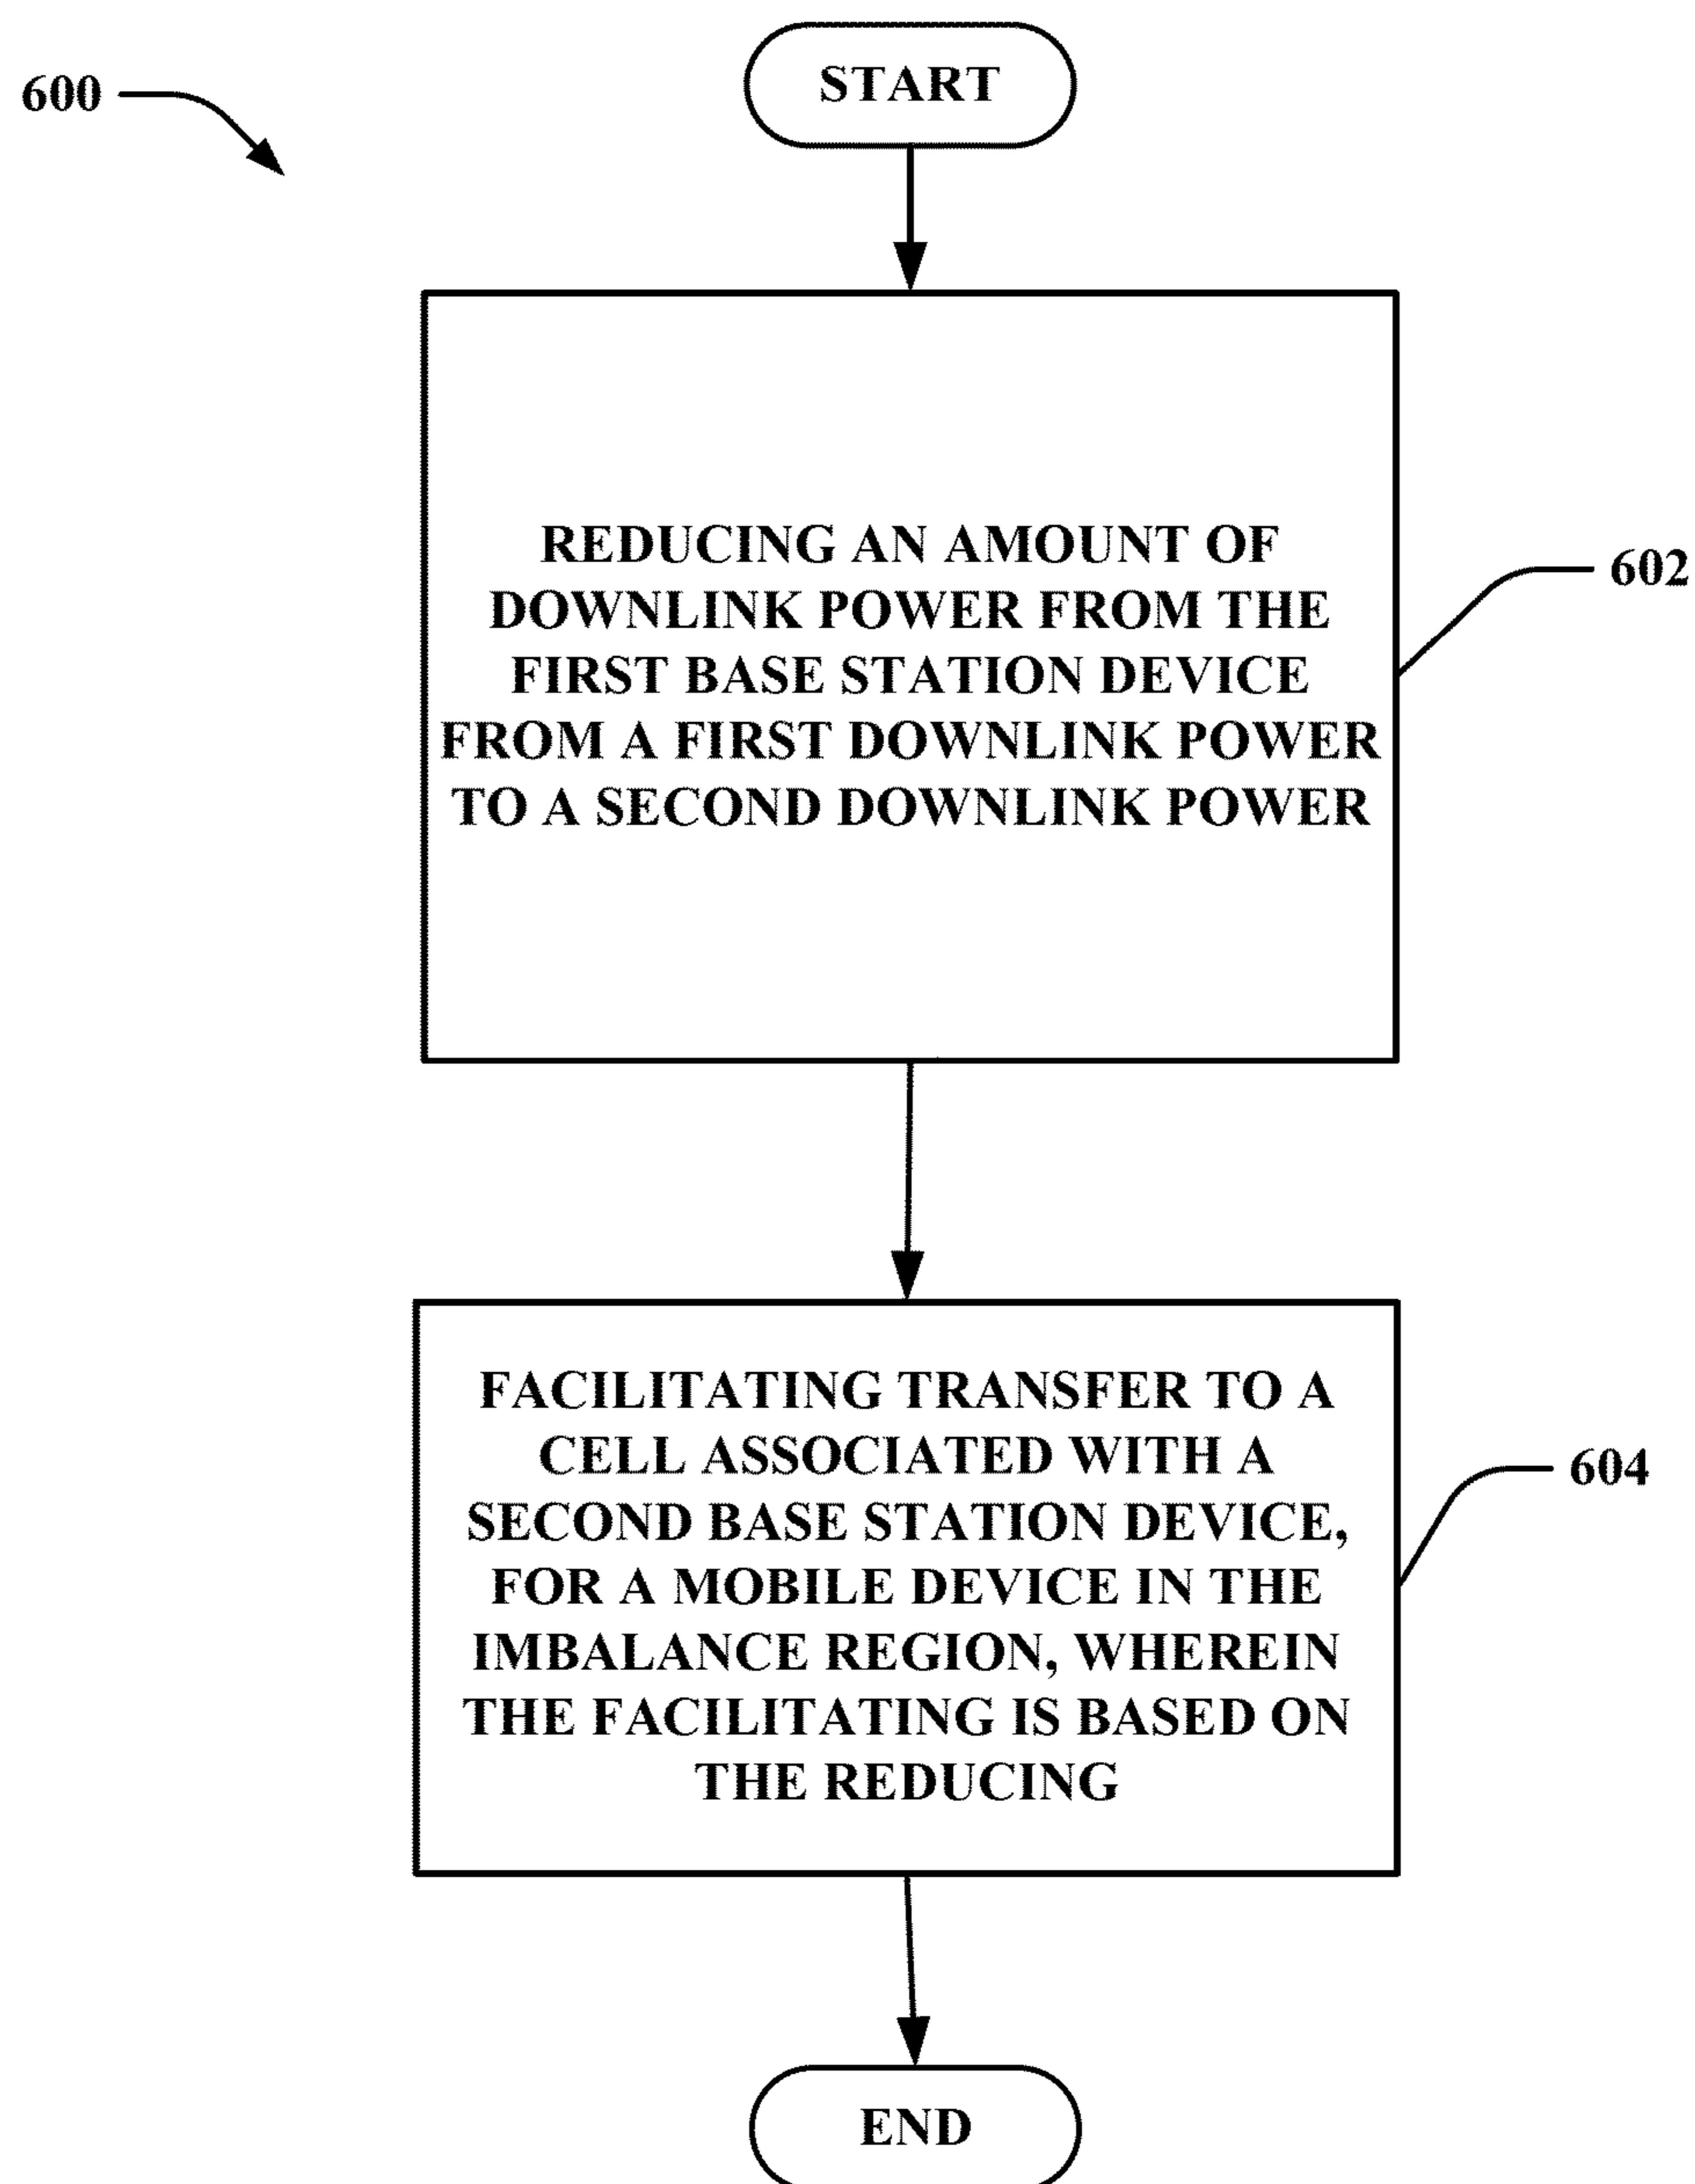 600
START
REDUCING AN AMOUNT OF
DOWNLINK POWER FROM THE
FIRST BASE STATION DEVICE
FROM A FIRST DOWNLINK POWER
TO A SECOND DOWNLINK POWER
602
FACILITATING TRANSFER TO A
CELL ASSOCIATED WITH A
SECOND BASE STATION DEVICE,
FOR A MOBILE DEVICE IN THE
IMBALANCE REGION, WHEREIN
THE FACILITATING IS BASED ON
THE REDUCING
604
END